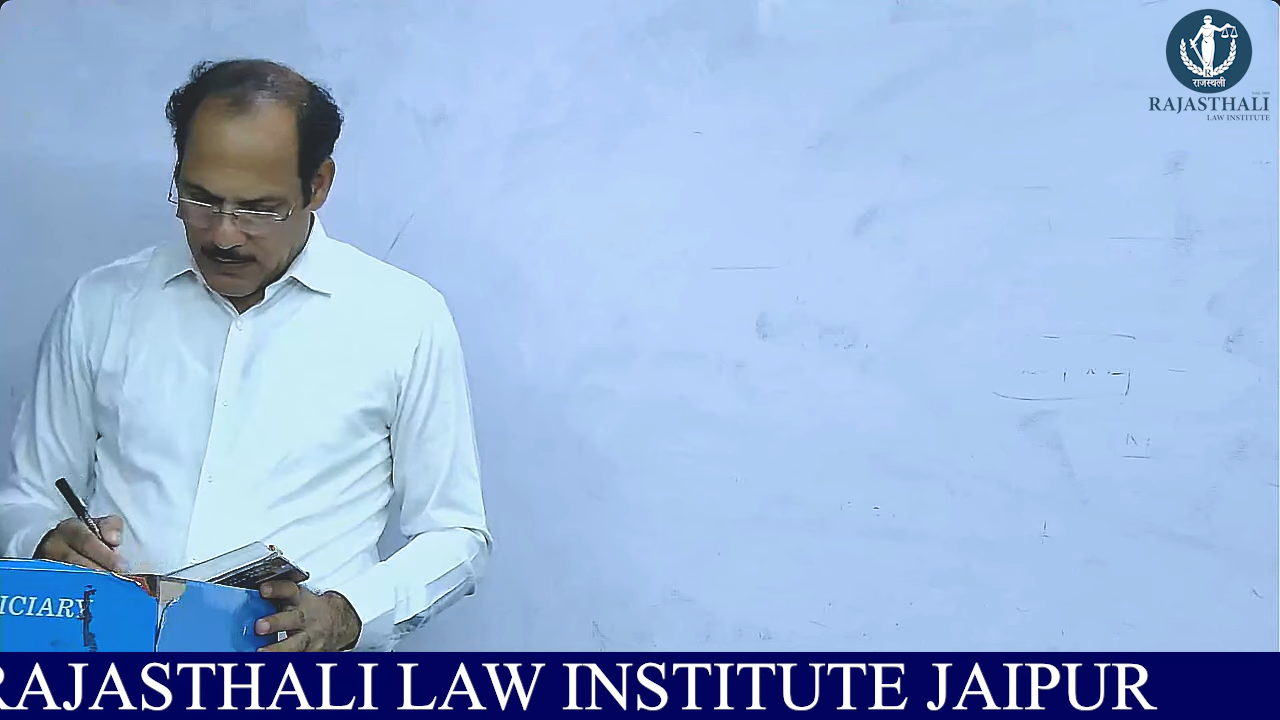 राजस्थली
RAJASTHALI
LAW INSTITUTE
ICIARY
RAJASTHALI LAW INSTITUTE JAIPUR